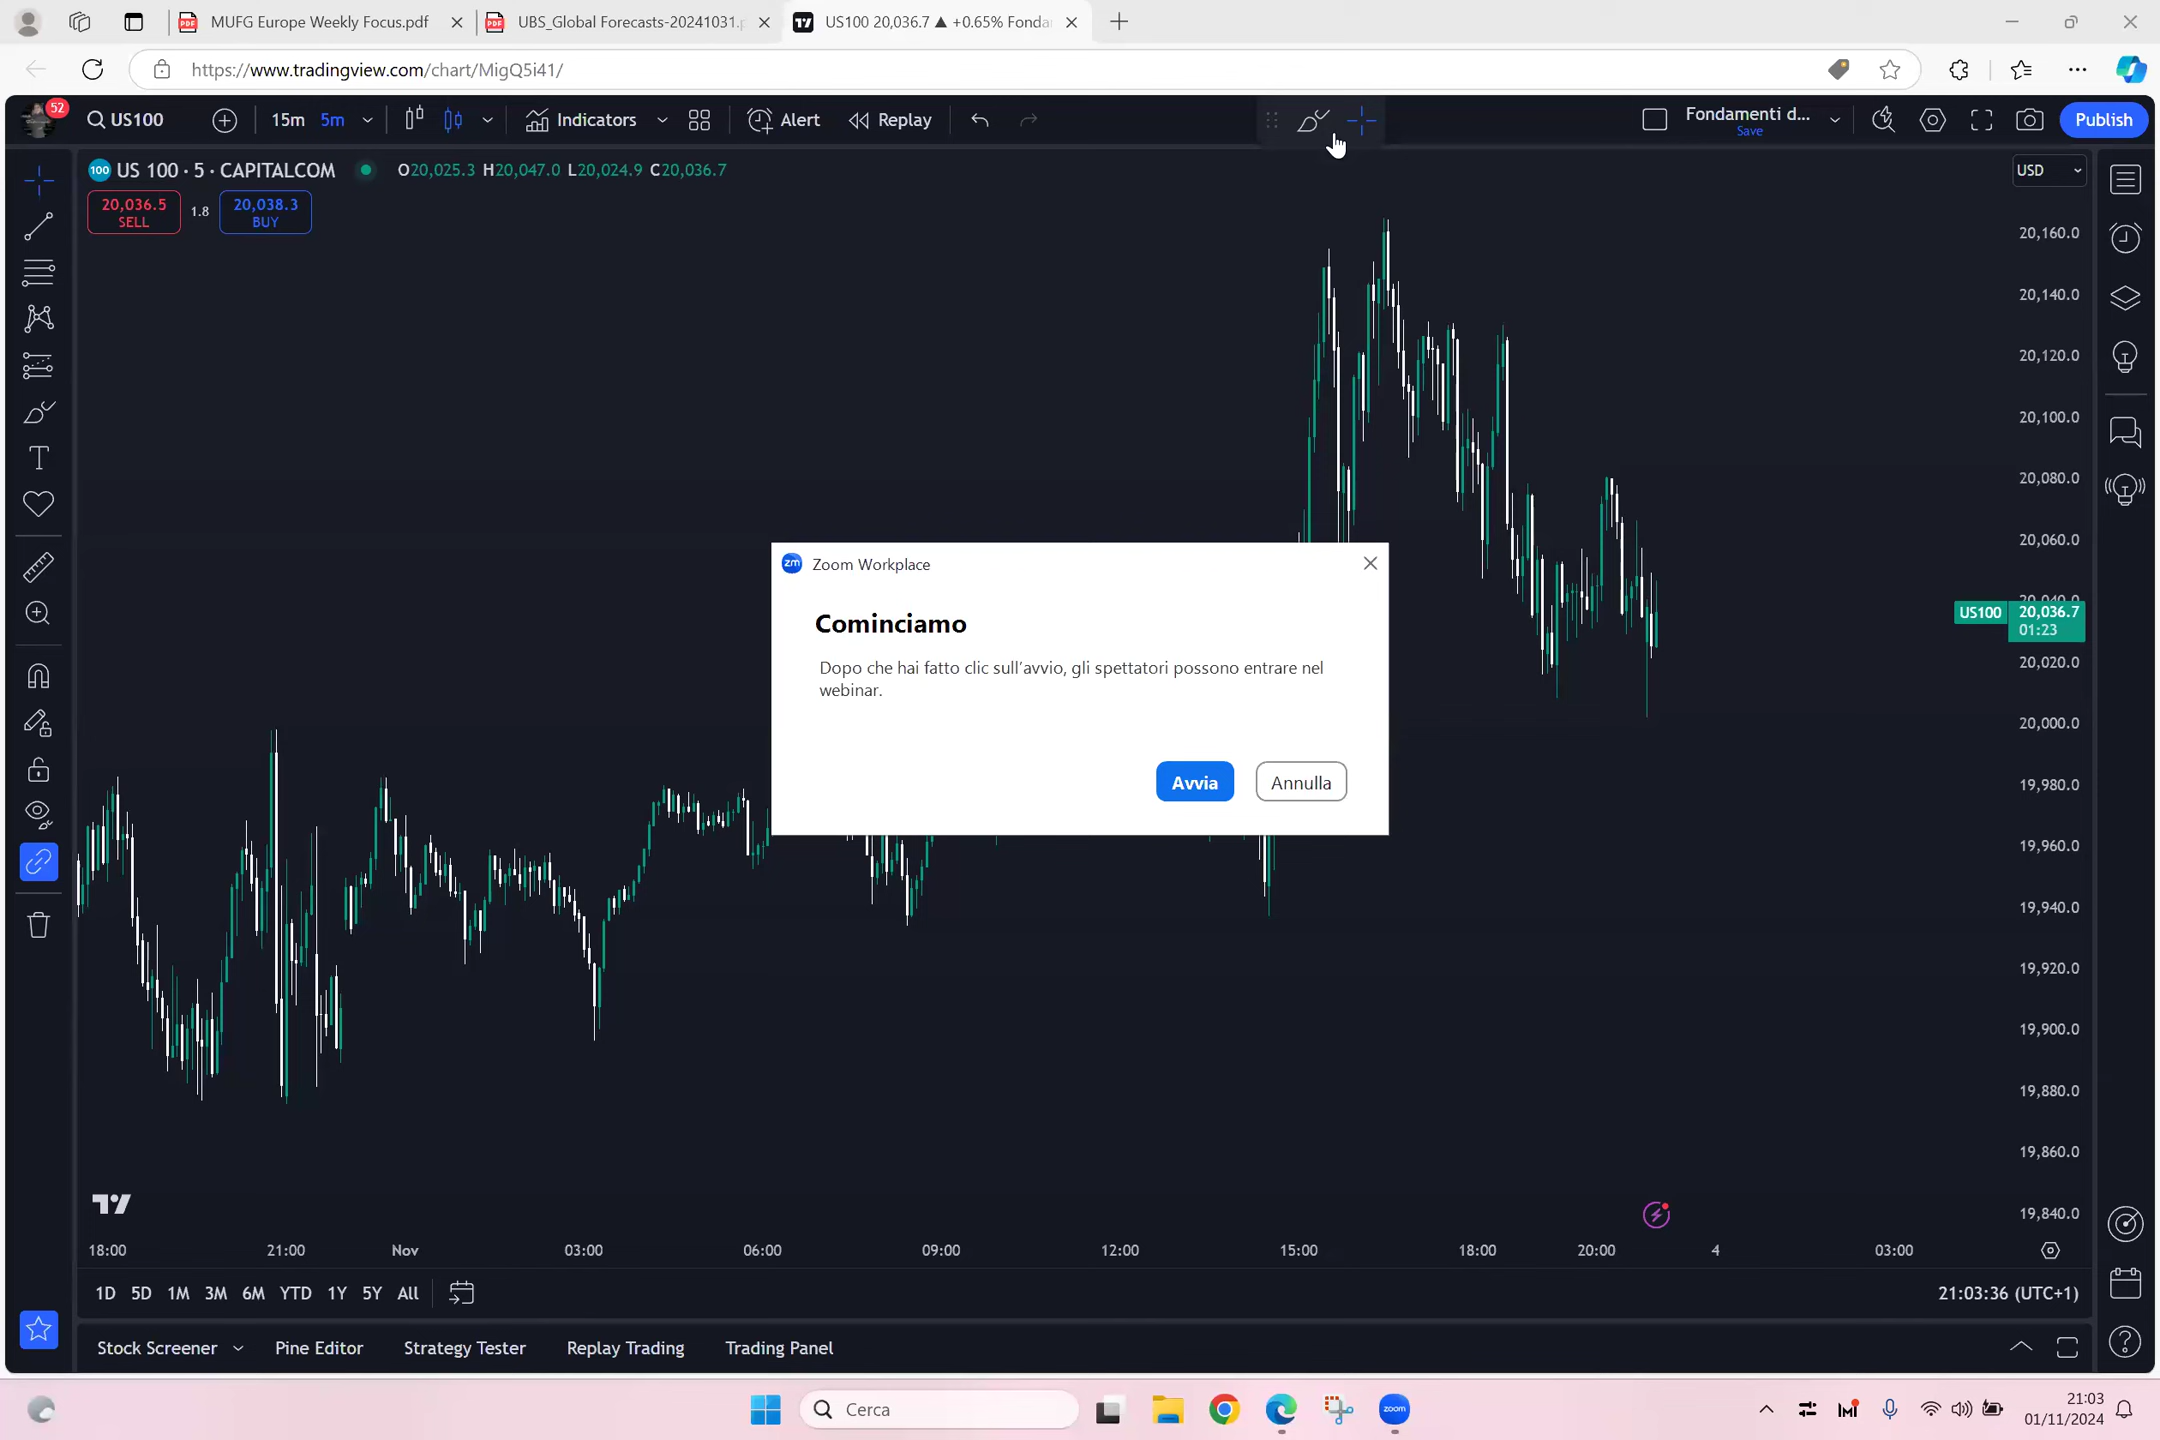 MUFG Europe Weekly Focus.pdf
UBS_Global Forecasts-20241031.p
US100 20,036.7 ▲ +0.65% Fonda
https://www.tradingview.com/chart/MigQ5i41/
52
US100
15m 5m
Indicators
Alert
Replay
Fondamenti d...
Save
Publish
100 US 100 · 5 · CAPITALCOM
O20,025.3 H20,047.0 L20,024.9 C20,036.7
USD
20,036.5
SELL
1.8
20,038.3
BUY
20,160.0
20,140.0
20,120.0
20,100.0
20,080.0
20,060.0
20,040.0
US100 20,036.7
01:23
20,020.0
20,000.0
19,980.0
19,960.0
19,940.0
19,920.0
19,900.0
19,880.0
19,860.0
19,840.0
zm Zoom Workplace
Cominciamo
Dopo che hai fatto clic sull'avvio, gli spettatori possono entrare nel
webinar.
Avvia Annulla
18:00 21:00 Nov 03:00 06:00 09:00 12:00 15:00 18:00 20:00 4 03:00
1D 5D 1M 3M 6M YTD 1Y 5Y All
21:03:36 (UTC+1)
Stock Screener Pine Editor Strategy Tester Replay Trading Trading Panel
Cerca
zoom
21:03
01/11/2024